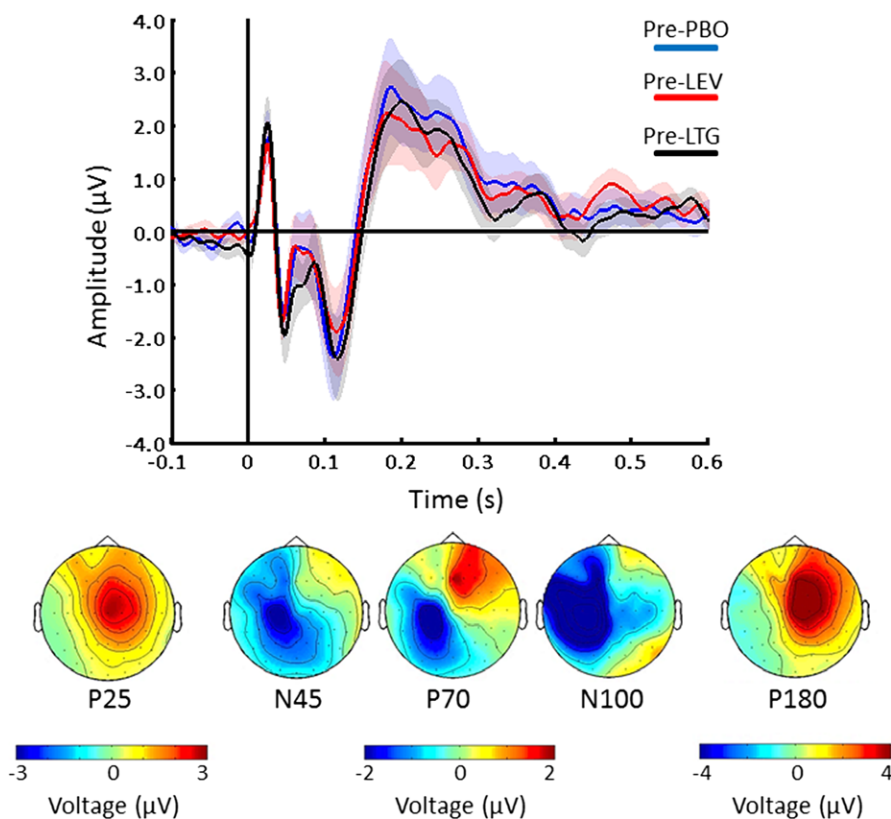 4.0
3.0
2.0
1.0
0.0
-1.0
-2.0
-3.0
-4.0
Amplitude (µV)
Pre-PBO
Pre-LEV
Pre-LTG
-0.1 0 0.1 0.2 0.3 0.4 0.5 0.6
Time (s)
P25 N45 P70 N100 P180
-3 0 3 -2 0 2 -4 0 4
Voltage (µV) Voltage (µV) Voltage (µV)